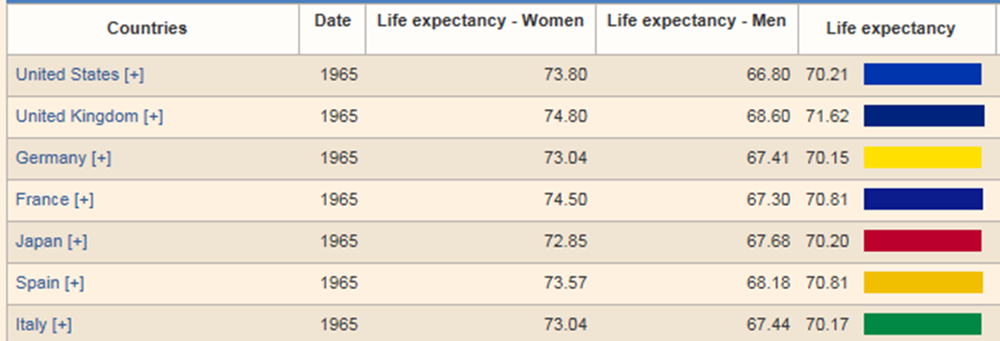 Countries Date Life expectancy - Women Life expectancy - Men Life expectancy
United States [+] 1965 73.80 66.80 70.21
United Kingdom [+] 1965 74.80 68.60 71.62
Germany [+] 1965 73.04 67.41 70.15
France [+] 1965 74.50 67.30 70.81
Japan [+] 1965 72.85 67.68 70.20
Spain [+] 1965 73.57 68.18 70.81
Italy [+] 1965 73.04 67.44 70.17